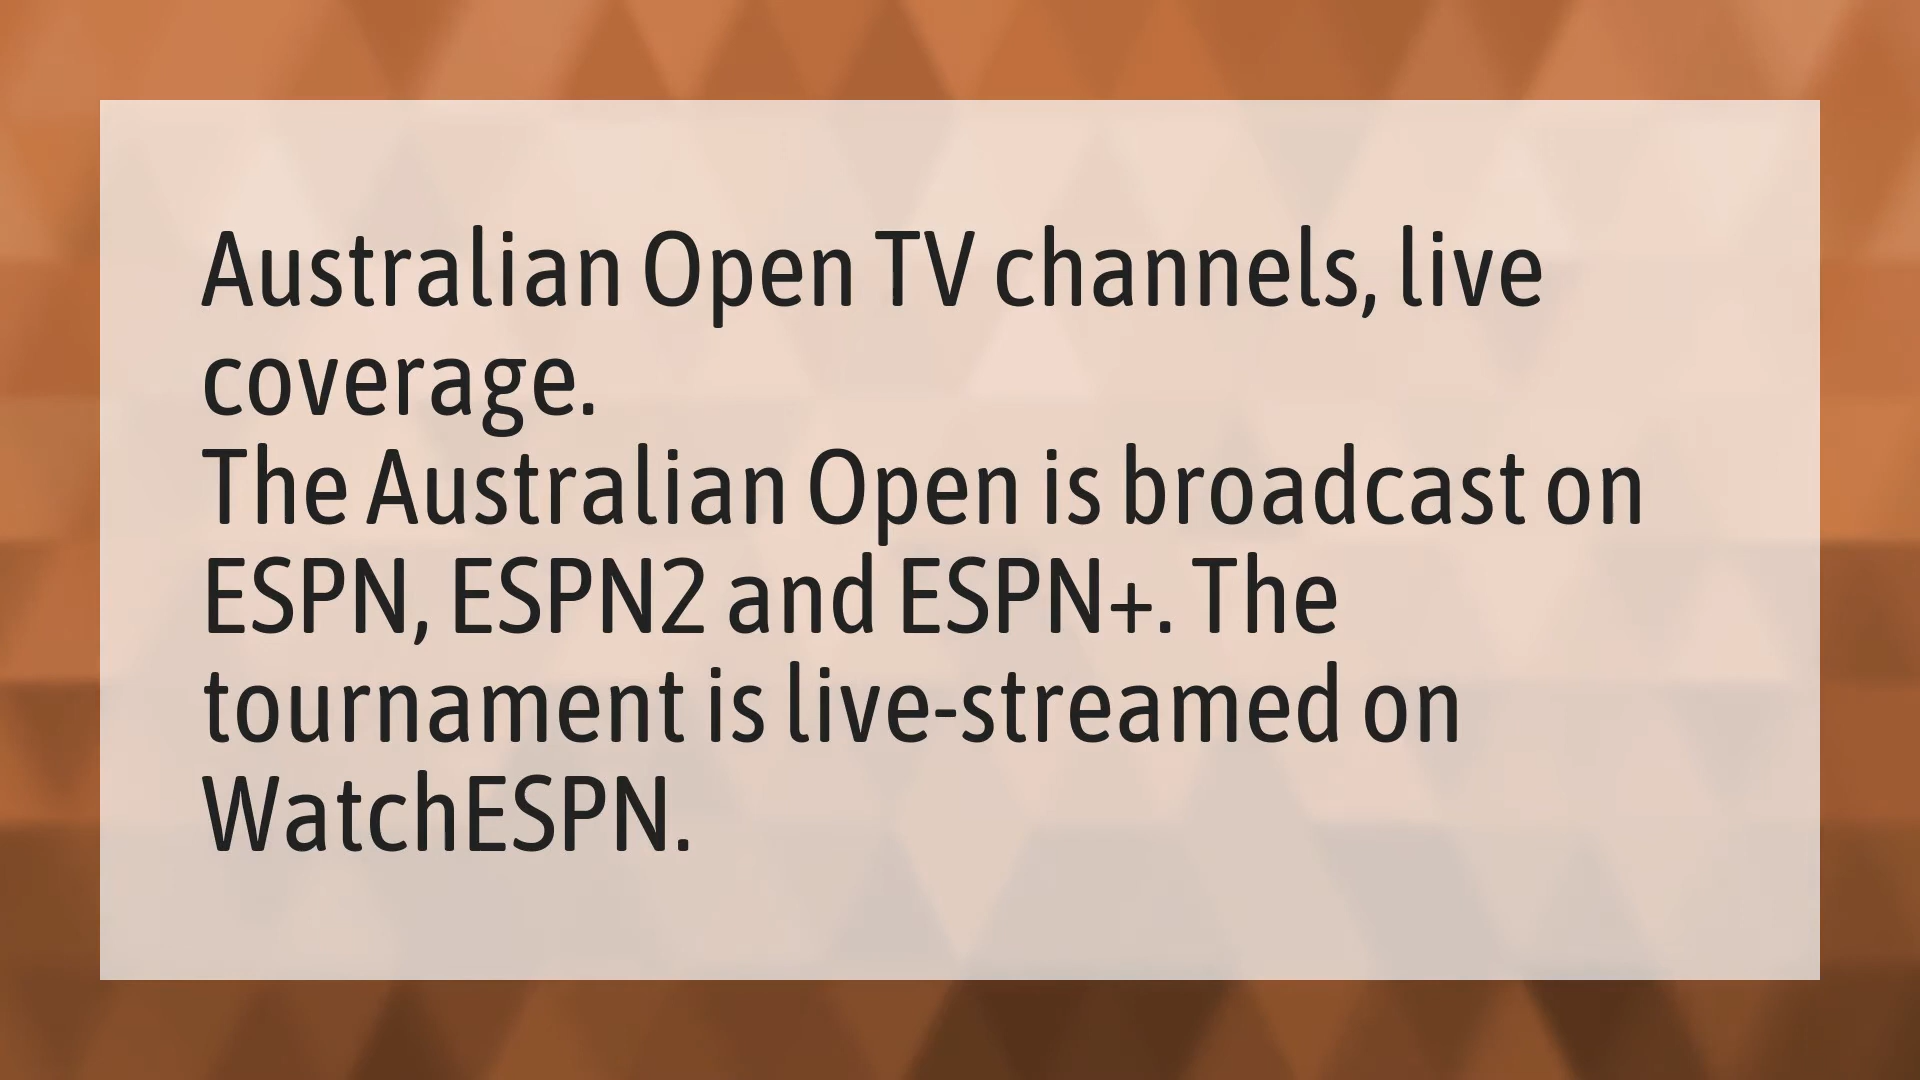 Australian Open TV channels, live
coverage.
The Australian Open is broadcast on
ESPN, ESPN2 and ESPN+. The
tournament is live-streamed on
WatchESPN.